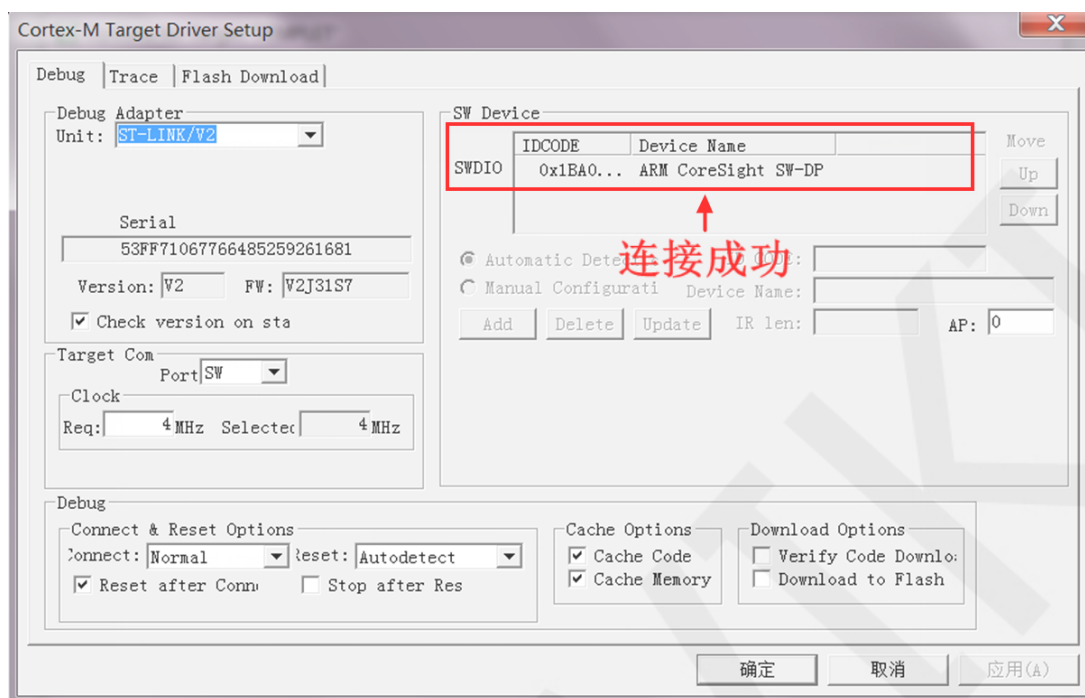 Cortex-M Target Driver Setup
Debug Trace Flash Download
Debug Adapter
Unit: ST-LINK/V2
Serial
53FF71067766485259261681
Version: V2 FW: V2J31S7
Check version on sta
Target Com
Port SW
Clock
Req: 4 MHz Selected 4 MHz
SW Device
IDCODE Device Name
SWDIO 0x1BA0... ARM CoreSight SW-DP
Move
Up
Down
连接成功
Automatic Detec CODE:
Manual Configurati Device Name:
Add Delete Update IR len: AP: 0
Debug
Connect & Reset Options
Connect: Normal Reset: Autodetect
Reset after Conn Stop after Res
Cache Options
Cache Code
Cache Memory
Download Options
Verify Code Downlo
Download to Flash
确定 取消 应用(A)